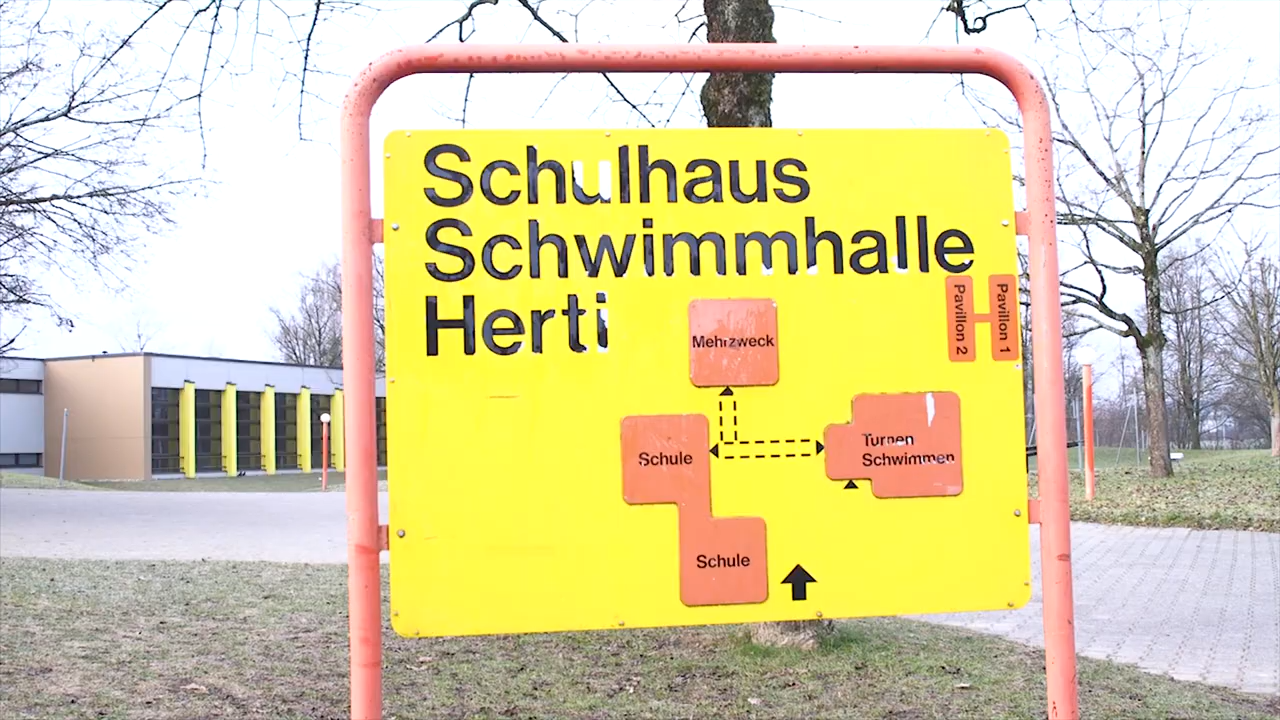 Schulhaus
Schwimmhalle
Herti
Pavillon 2
Pavillon 1
Mehrzweck
Turnen
Schwimmen
Schule
Schule